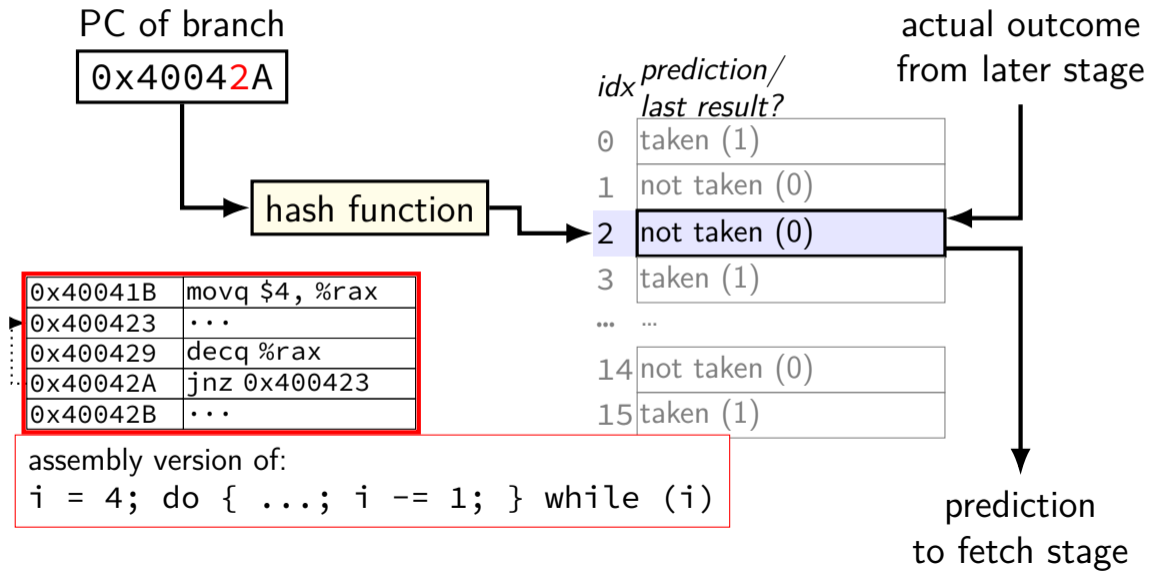 PC of branch
0x40042A
hash function
idx
prediction/
last result?
0 taken (1)
1 not taken (0)
2 not taken (0)
3 taken (1)
... ...
14 not taken (0)
15 taken (1)
actual outcome
from later stage
prediction
to fetch stage
0x40041B movq $4, %rax
0x400423 ···
0x400429 decq %rax
0x40042A jnz 0x400423
0x40042B ···
assembly version of:
i = 4; do { ...; i -= 1; } while (i)